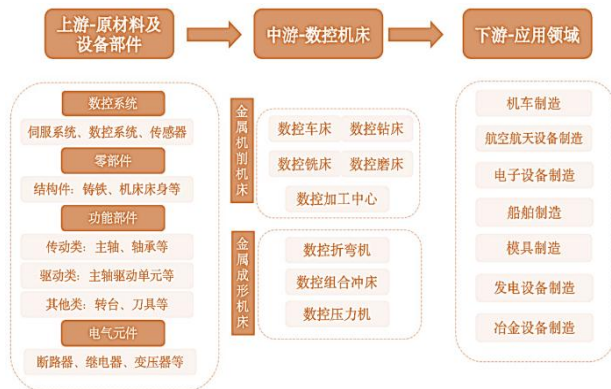 上游-原材料及
设备部件
中游-数控机床
下游-应用领域
数控系统
伺服系统、数控系统、传感器
零部件
结构件：铸铁、机床床身等
功能部件
传动类：主轴、轴承等
驱动类：主轴驱动单元等
其他类：转台、刀具等
电气元件
断路器、继电器、变压器等
金属机削机床
数控车床
数控钻床
数控铣床
数控磨床
数控加工中心
金属成形机床
数控折弯机
数控组合冲床
数控压力机
机车制造
航空航天设备制造
电子设备制造
船舶制造
模具制造
发电设备制造
冶金设备制造